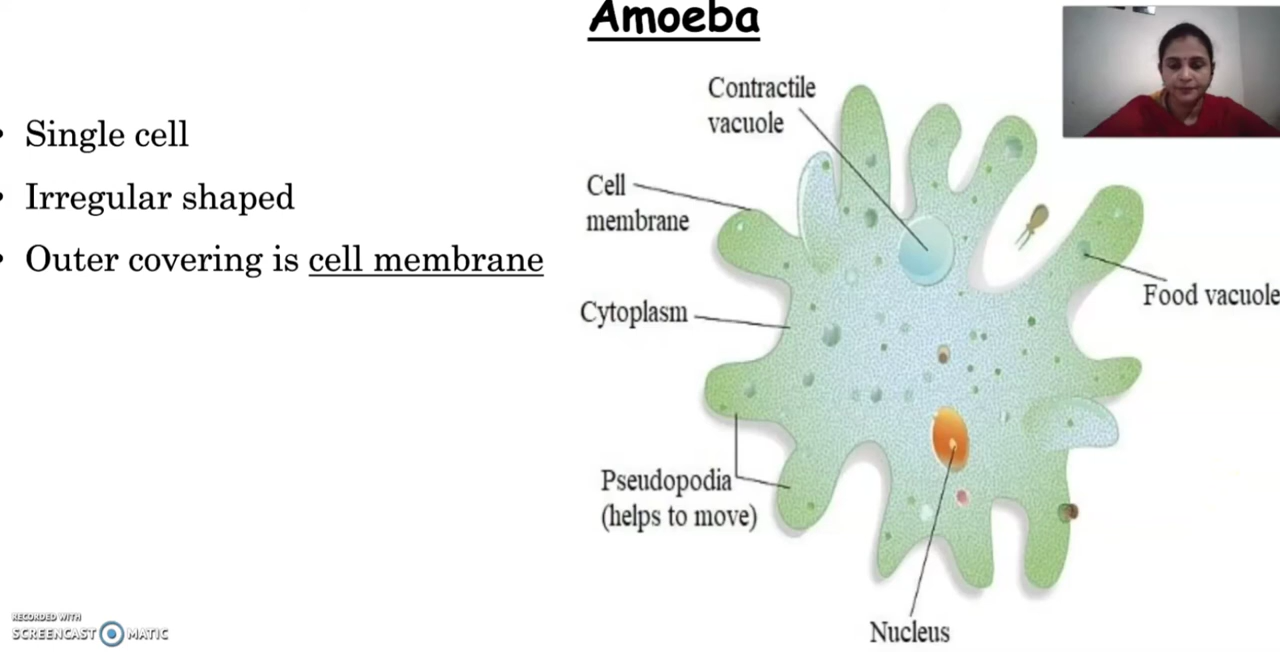 Amoeba
• Single cell
• Irregular shaped
• Outer covering is cell membrane
Contractile
vacuole
Cell
membrane
Cytoplasm
Food vacuole
Pseudopodia
(helps to move)
Nucleus
RECORDED WITH
SCREENCAST MATIC